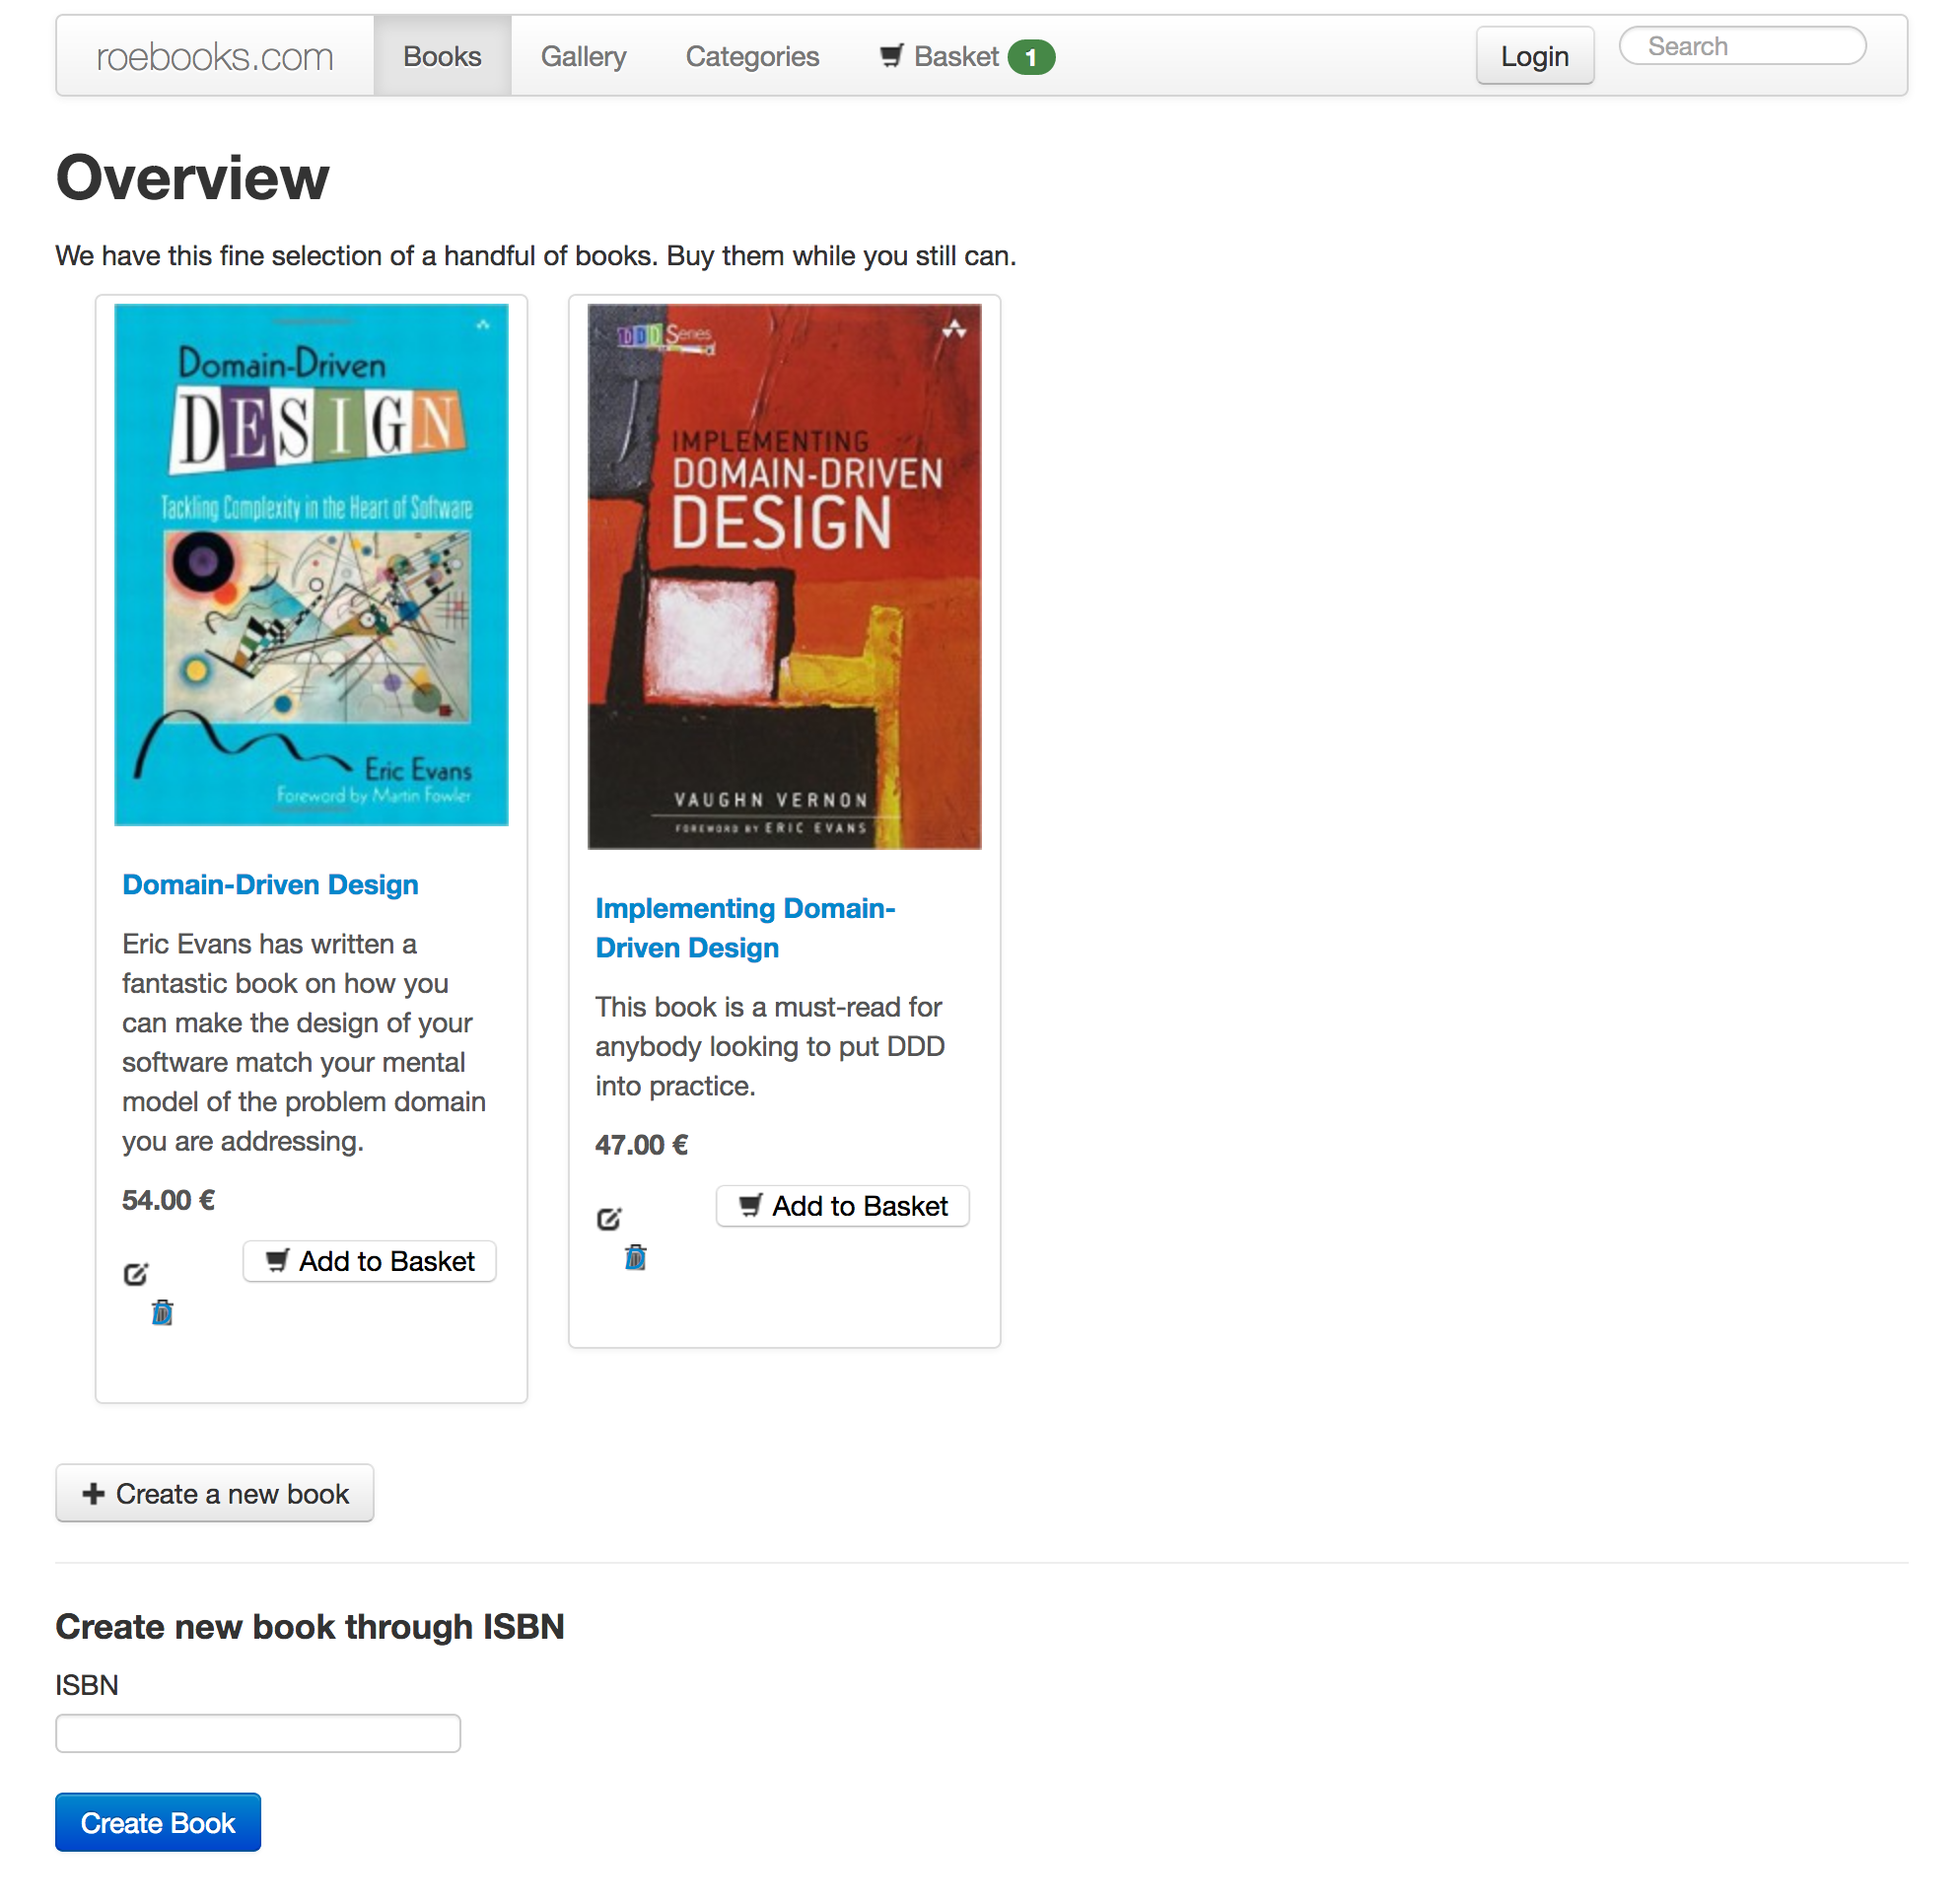 roebooks.com Books Gallery Categories Basket 1 Login Search
Overview
We have this fine selection of a handful of books. Buy them while you still can.
Domain-Driven
DESIGN
Tackling Complexity in the Heart of Software
Eric Evans
Foreword by Martin Fowler
Domain-Driven Design
Eric Evans has written a
fantastic book on how you
can make the design of your
software match your mental
model of the problem domain
you are addressing.
54.00 €
Add to Basket
DDD Series
IMPLEMENTING
DOMAIN-DRIVEN
DESIGN
VAUGHN VERNON
FOREWORD BY ERIC EVANS
Implementing Domain-
Driven Design
This book is a must-read for
anybody looking to put DDD
into practice.
47.00 €
Add to Basket
Create a new book
Create new book through ISBN
ISBN
Create Book